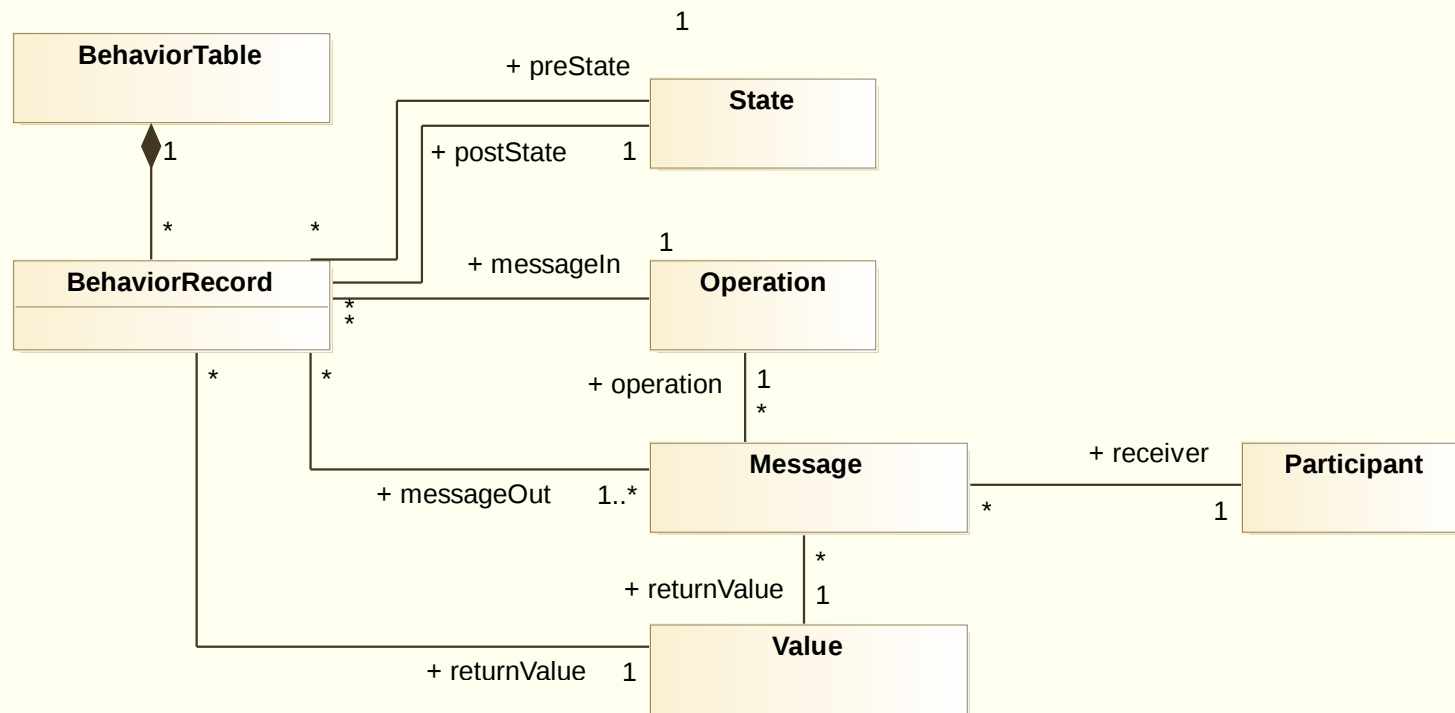 1
BehaviorTable
+ preState
State
1
+ postState
1
*
*
1
BehaviorRecord
+ messageIn
Operation
*
*
*
*
+ operation
1
*
Message
+ receiver
Participant
+ messageOut
1..*
*
1
*
+ returnValue
1
Value
+ returnValue
1